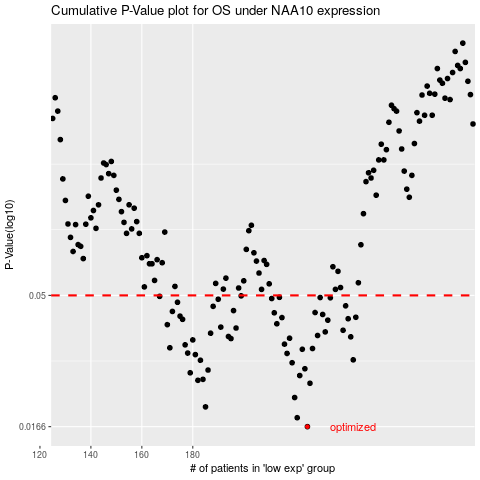 Cumulative P-Value plot for OS under NAA10 expression
P-Value(log10)
0.05
0.0166
optimized
120 140 160 180
# of patients in 'low exp' group